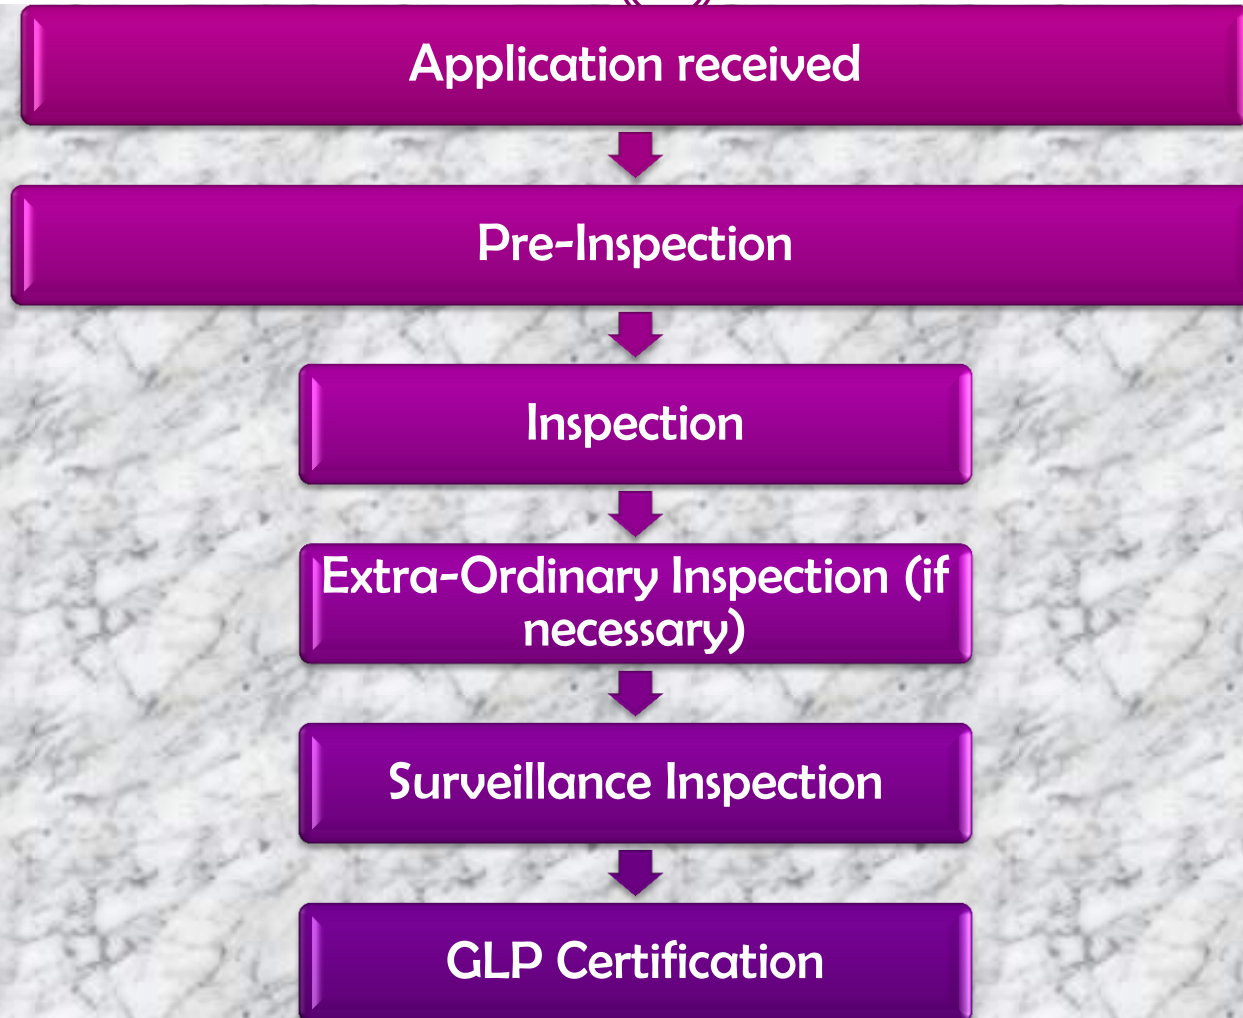 Application received
Pre-Inspection
Inspection
Extra-Ordinary Inspection (if
necessary)
Surveillance Inspection
GLP Certification